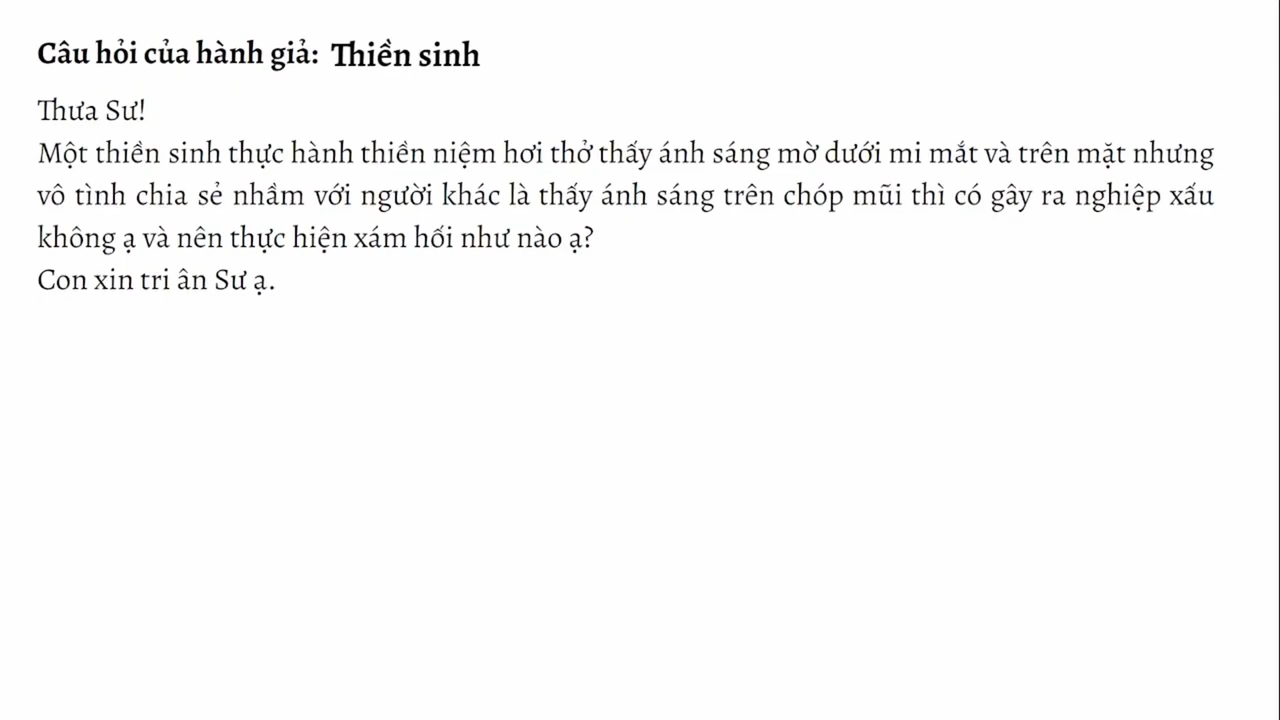 Câu hỏi của hành giả: Thiền sinh
Thưa Sư!
Một thiền sinh thực hành thiền niệm hơi thở thấy ánh sáng mờ dưới mi mắt và trên mặt nhưng
vô tình chia sẻ nhầm với người khác là thấy ánh sáng trên chóp mũi thì có gây ra nghiệp xấu
không ạ và nên thực hiện xám hối như nào ạ?
Con xin tri ân Sư ạ.